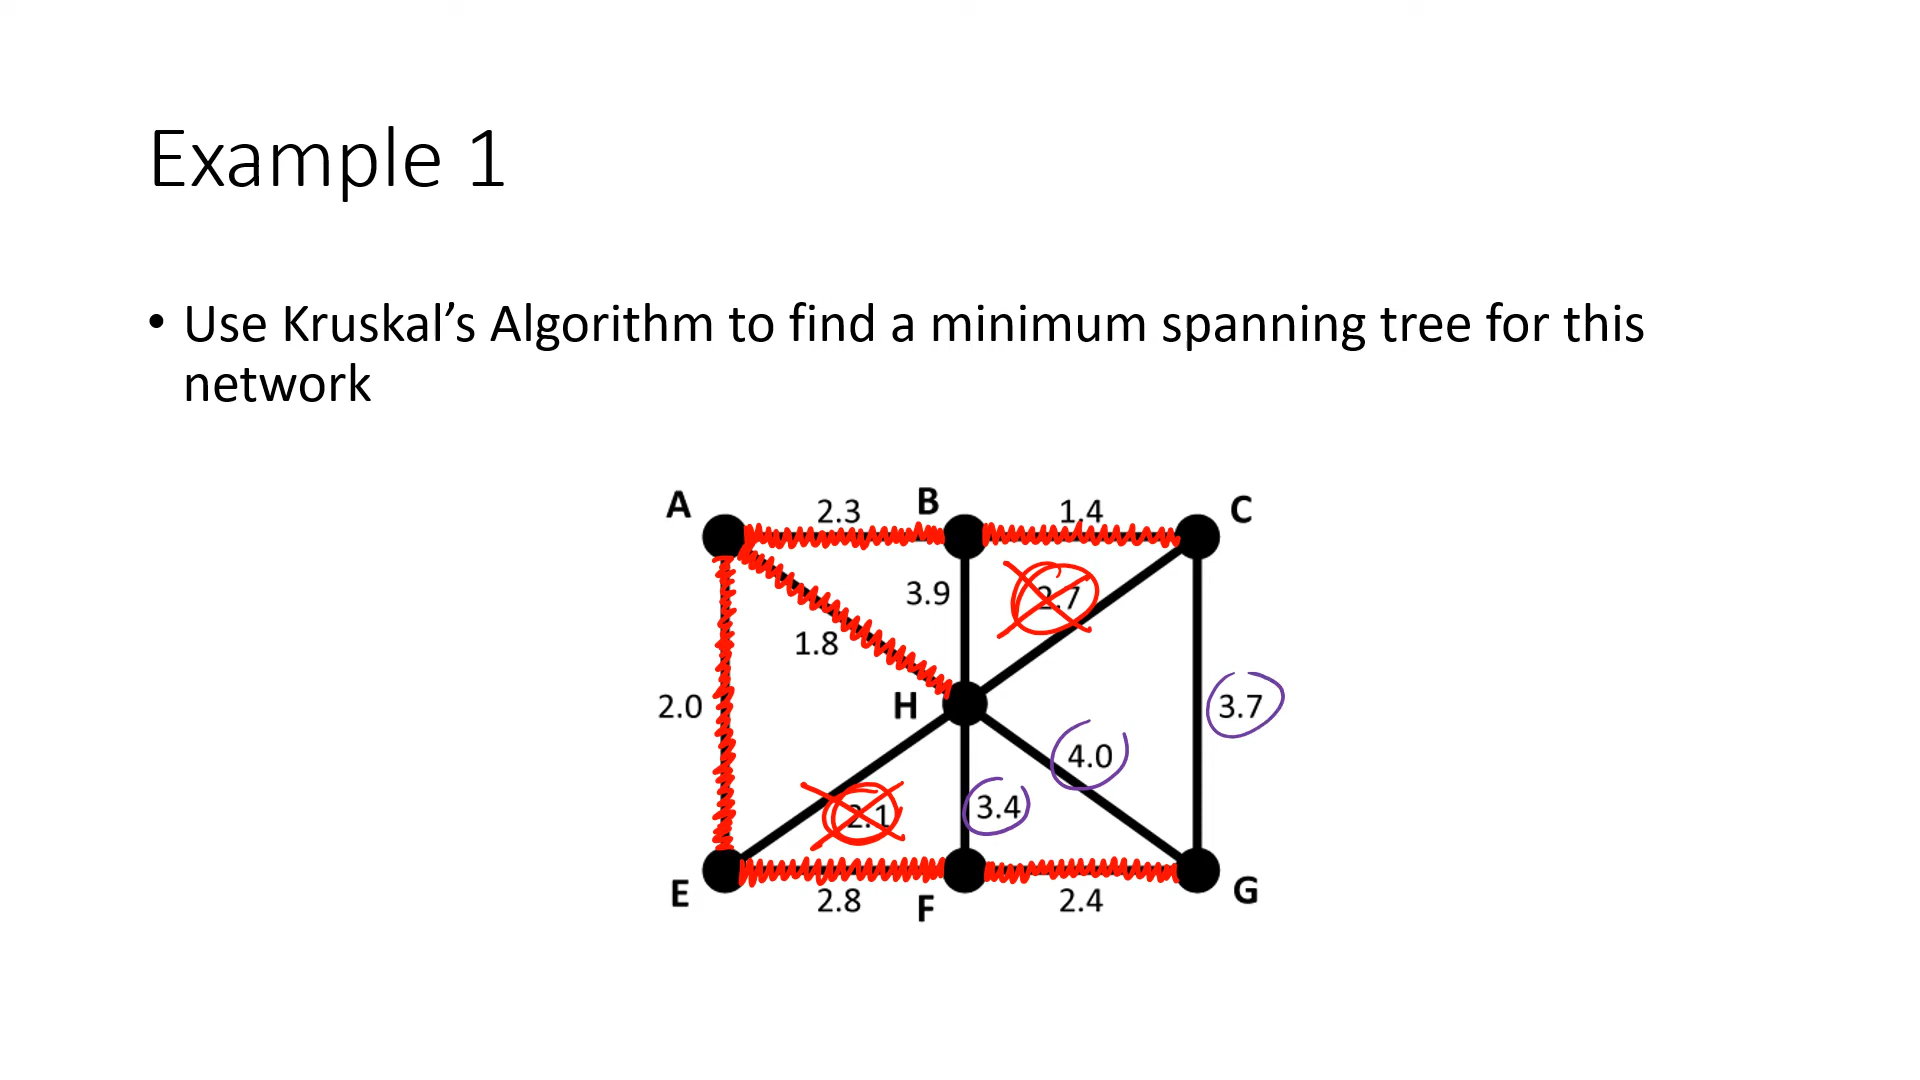 Example 1
• Use Kruskal’s Algorithm to find a minimum spanning tree for this
network
A 2.3 B 1.4 C
3.9 2.7
1.8
2.0 H 3.7
4.0
2.1 3.4
E 2.8 F 2.4 G